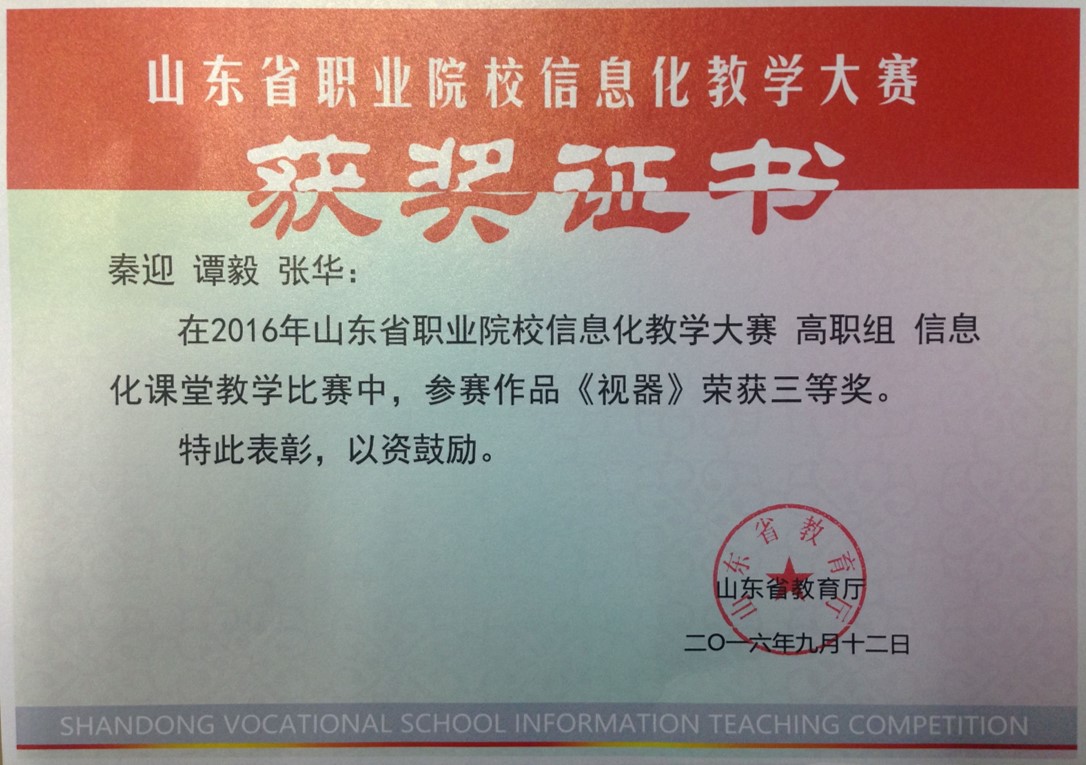 山东省职业院校信息化教学大赛
获奖证书
秦迎 谭毅 张华：
在2016年山东省职业院校信息化教学大赛 高职组 信息
化课堂教学比赛中，参赛作品《视器》荣获三等奖。
特此表彰，以资鼓励。
山东省教育厅
山东省教育厅
二〇一六年九月十二日
SHANDONG VOCATIONAL SCHOOL INFORMATION TEACHING COMPETITION